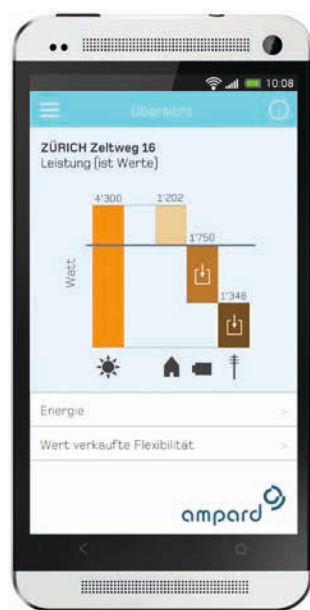 10:08
Übersicht
ZÜRICH Zeltweg 16
Leistung (ist Werte)
4'300
1'202
1'750
1'348
Watt
Energie >
Wert verkaufte Flexibilität >
ampard